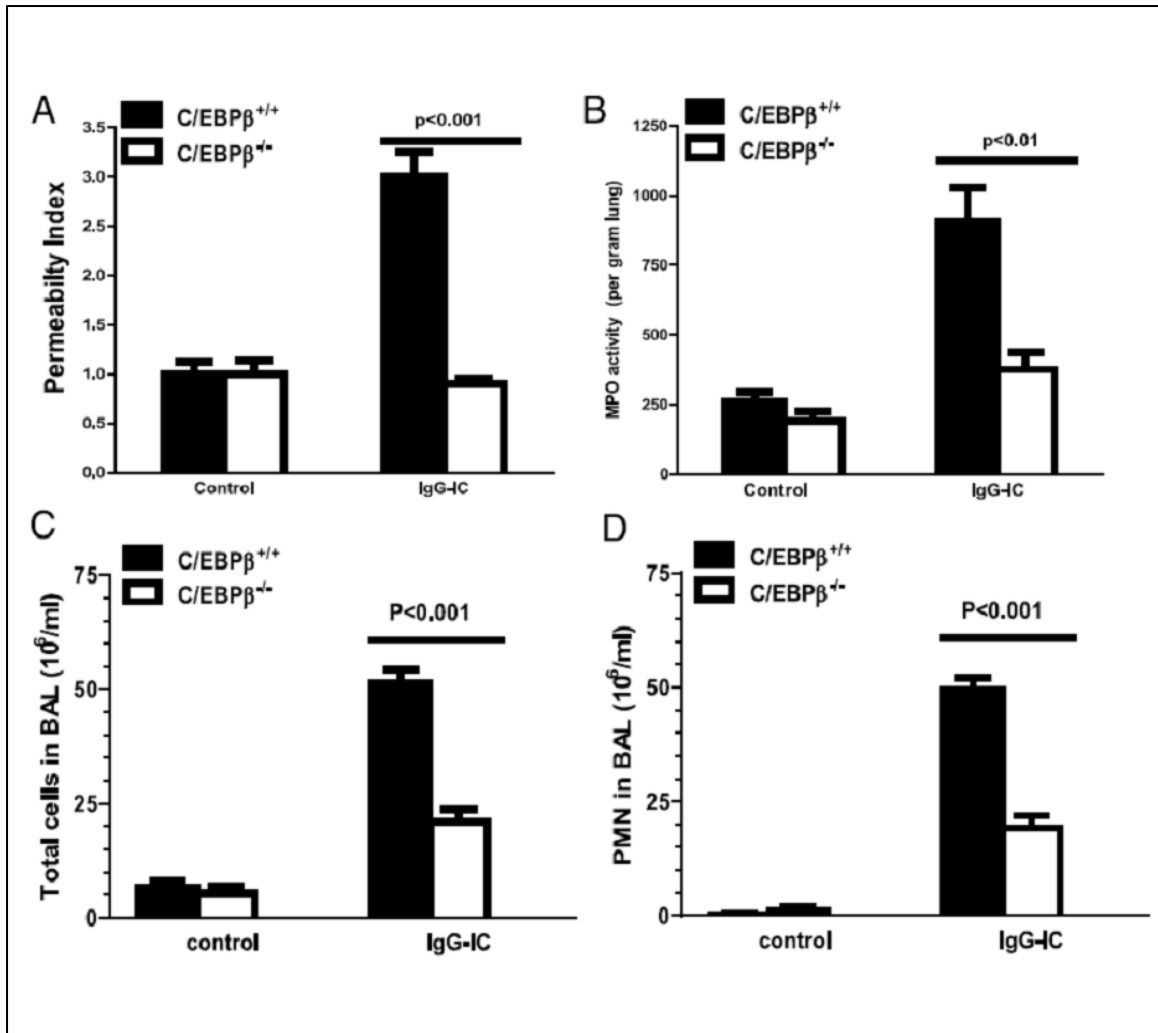 A
C/EBPβ+/+
C/EBPβ-/-
p<0.001
3.5
3.0
2.5
2.0
1.5
1.0
0.5
0.0
Permeabilty Index
Control
IgG-IC
B
C/EBPβ+/+
C/EBPβ-/-
p<0.01
1250
1000
750
500
250
0
MPO activity (per gram lung)
Control
IgG-IC
C
C/EBPβ+/+
C/EBPβ-/-
P<0.001
75
50
25
0
Total cells in BAL (10⁶/ml)
control
IgG-IC
D
C/EBPβ+/+
C/EBPβ-/-
P<0.001
75
50
25
0
PMN in BAL (10⁶/ml)
control
IgG-IC